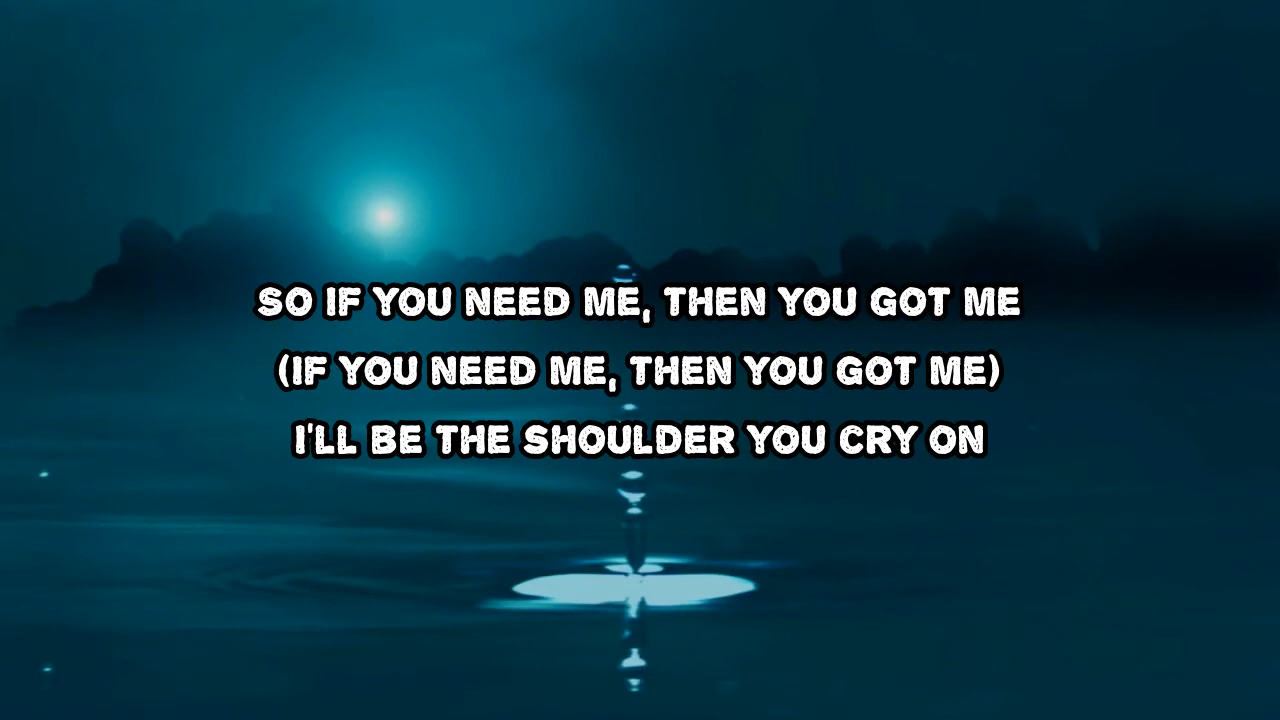 SO IF YOU NEED ME, THEN YOU GOT ME
(IF YOU NEED ME, THEN YOU GOT ME)
I'LL BE THE SHOULDER YOU CRY ON